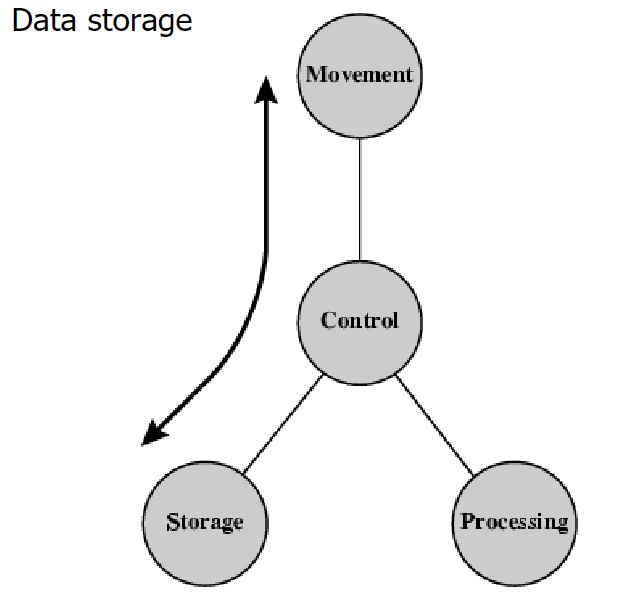 Data storage
Movement
Control
Storage
Processing